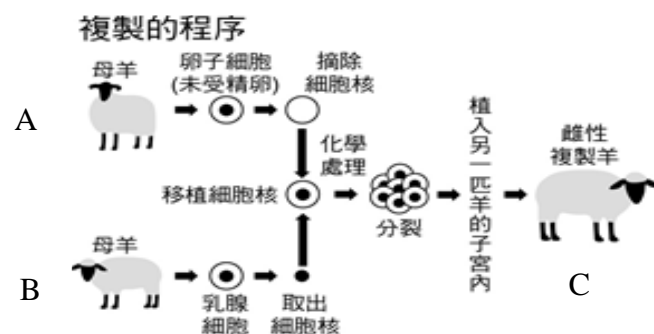 複製的程序
母羊
卵子細胞
(未受精卵)
摘除
細胞核
A
化學
處理
移植細胞核
分裂
植入另一匹羊的子宮內
雌性
複製羊
母羊
B
乳腺
細胞
取出
細胞核
C